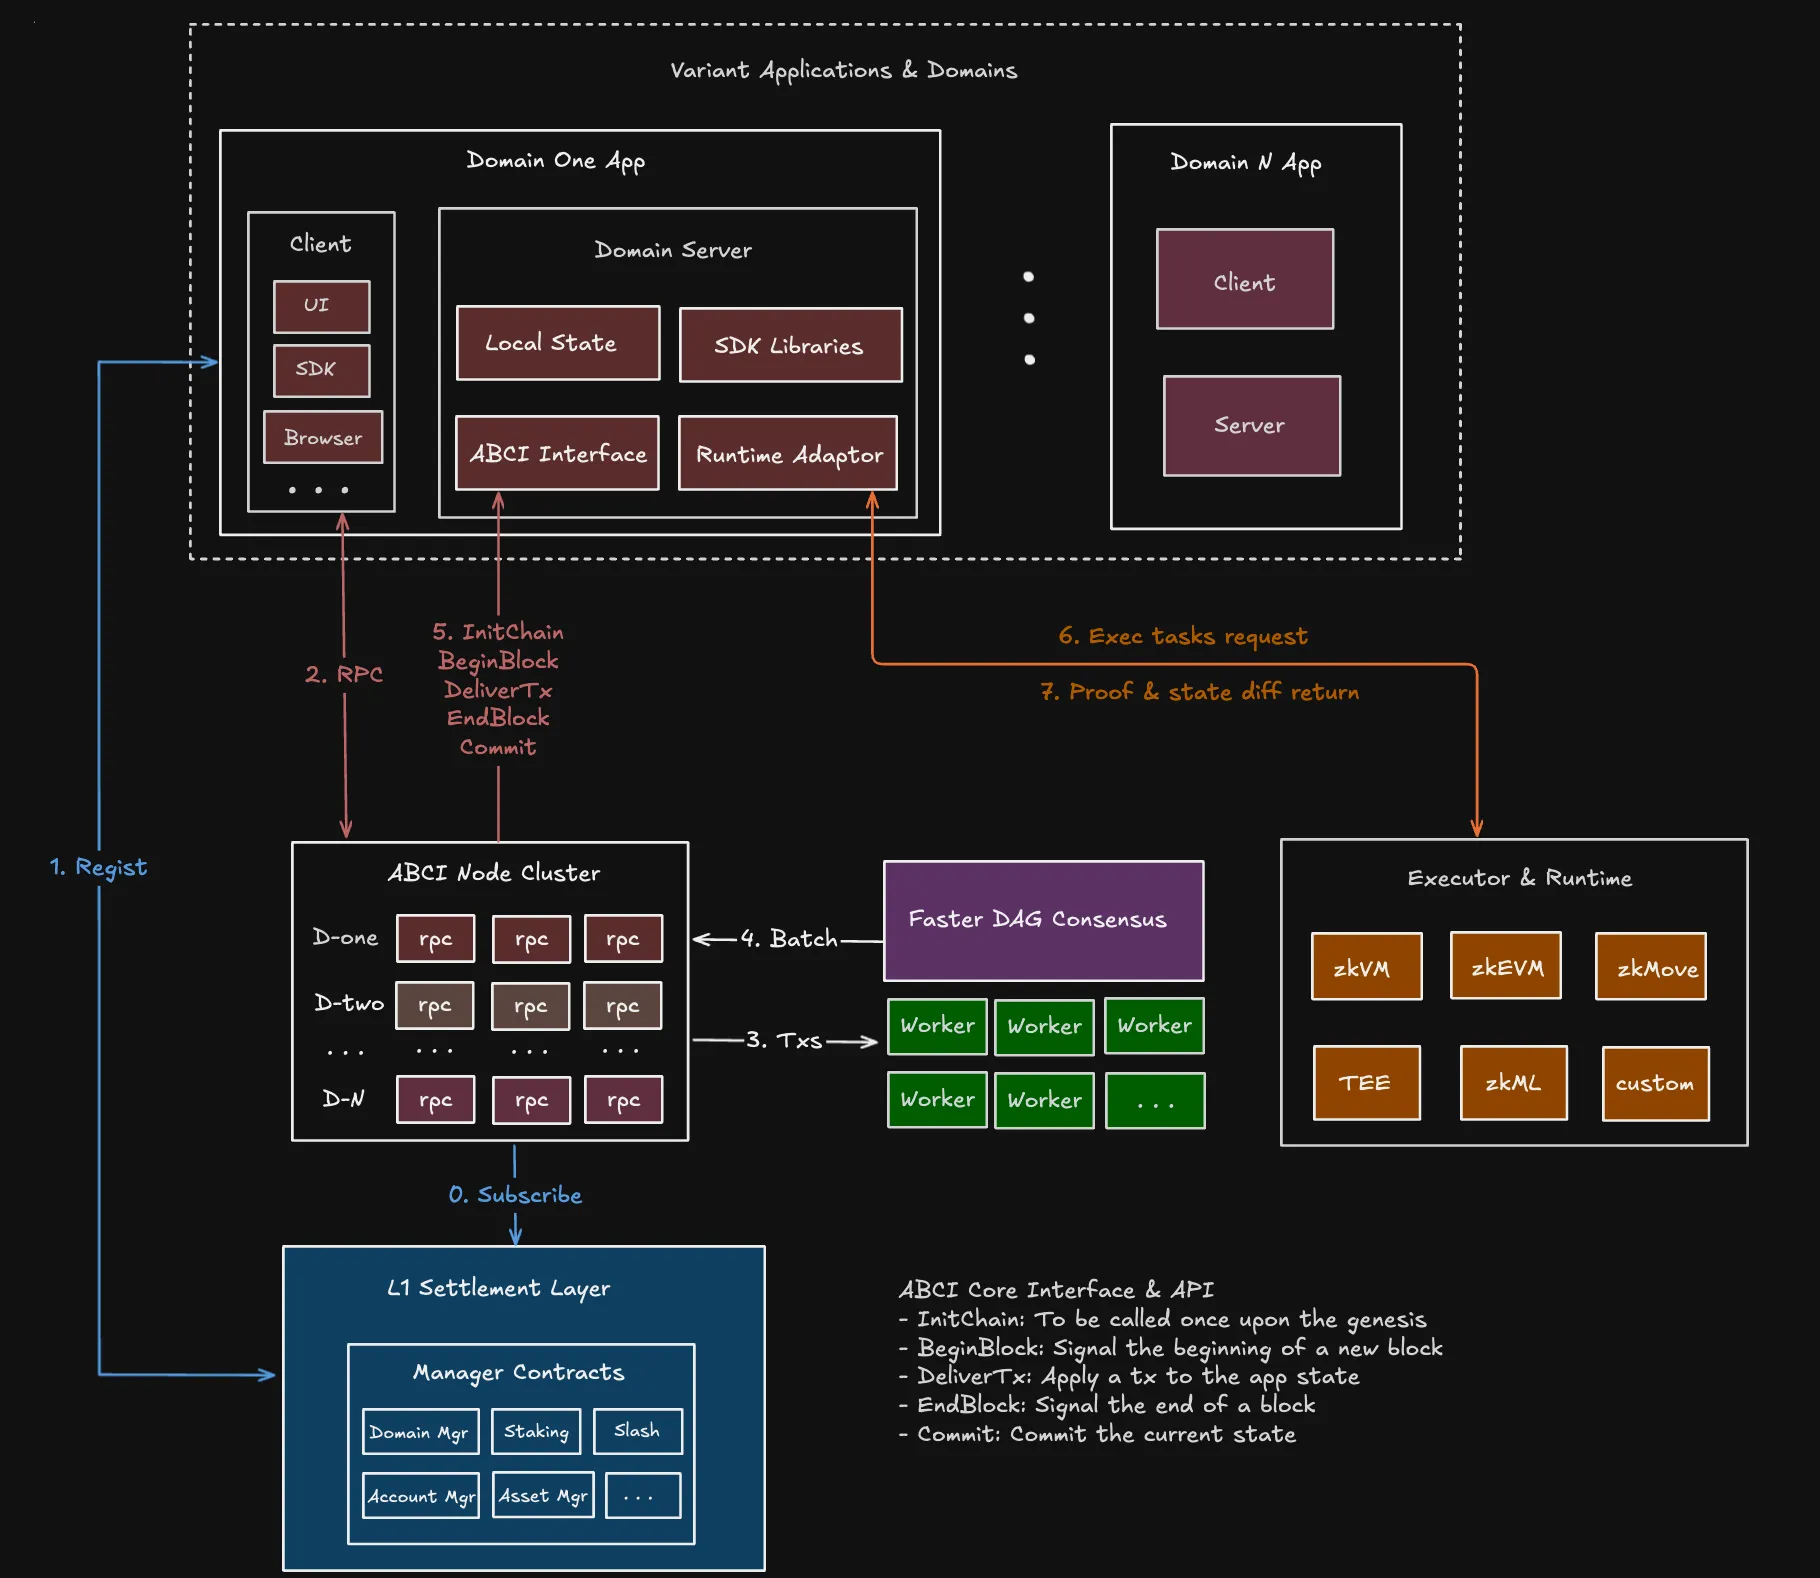 Variant Applications & Domains
Domain One App
Client
UI
SDK
Browser
...
Domain Server
Local State
SDK Libraries
ABCI Interface
Runtime Adaptor
Domain N App
Client
Server
1. Regist
2. RPC
5. InitChain
BeginBlock
DeliverTx
EndBlock
Commit
6. Exec tasks request
7. Proof & state diff return
ABCI Node Cluster
D-one rpc rpc rpc
D-two rpc rpc rpc
... ... ... ...
D-N rpc rpc rpc
4. Batch
3. Txs
Faster DAG Consensus
Worker Worker Worker
Worker Worker ...
Executor & Runtime
zkVM zkEVM zkMove
TEE zkML custom
0. Subscribe
L1 Settlement Layer
Manager Contracts
Domain Mgr Staking Slash
Account Mgr Asset Mgr ...
ABCI Core Interface & API
- InitChain: To be called once upon the genesis
- BeginBlock: Signal the beginning of a new block
- DeliverTx: Apply a tx to the app state
- EndBlock: Signal the end of a block
- Commit: Commit the current state